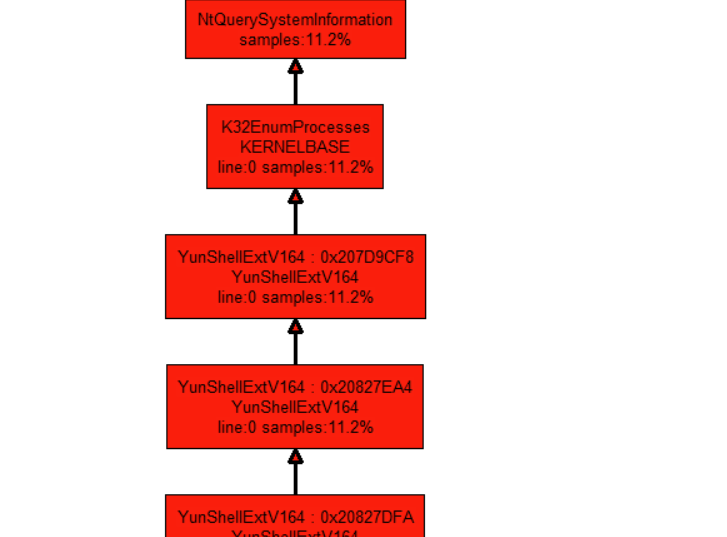 NtQuerySystemInformation
samples:11.2%
K32EnumProcesses
KERNELBASE
line:0 samples:11.2%
YunShellExtV164 : 0x207D9CF8
YunShellExtV164
line:0 samples:11.2%
YunShellExtV164 : 0x20827EA4
YunShellExtV164
line:0 samples:11.2%
YunShellExtV164 : 0x20827DFA
YunShellExtV164